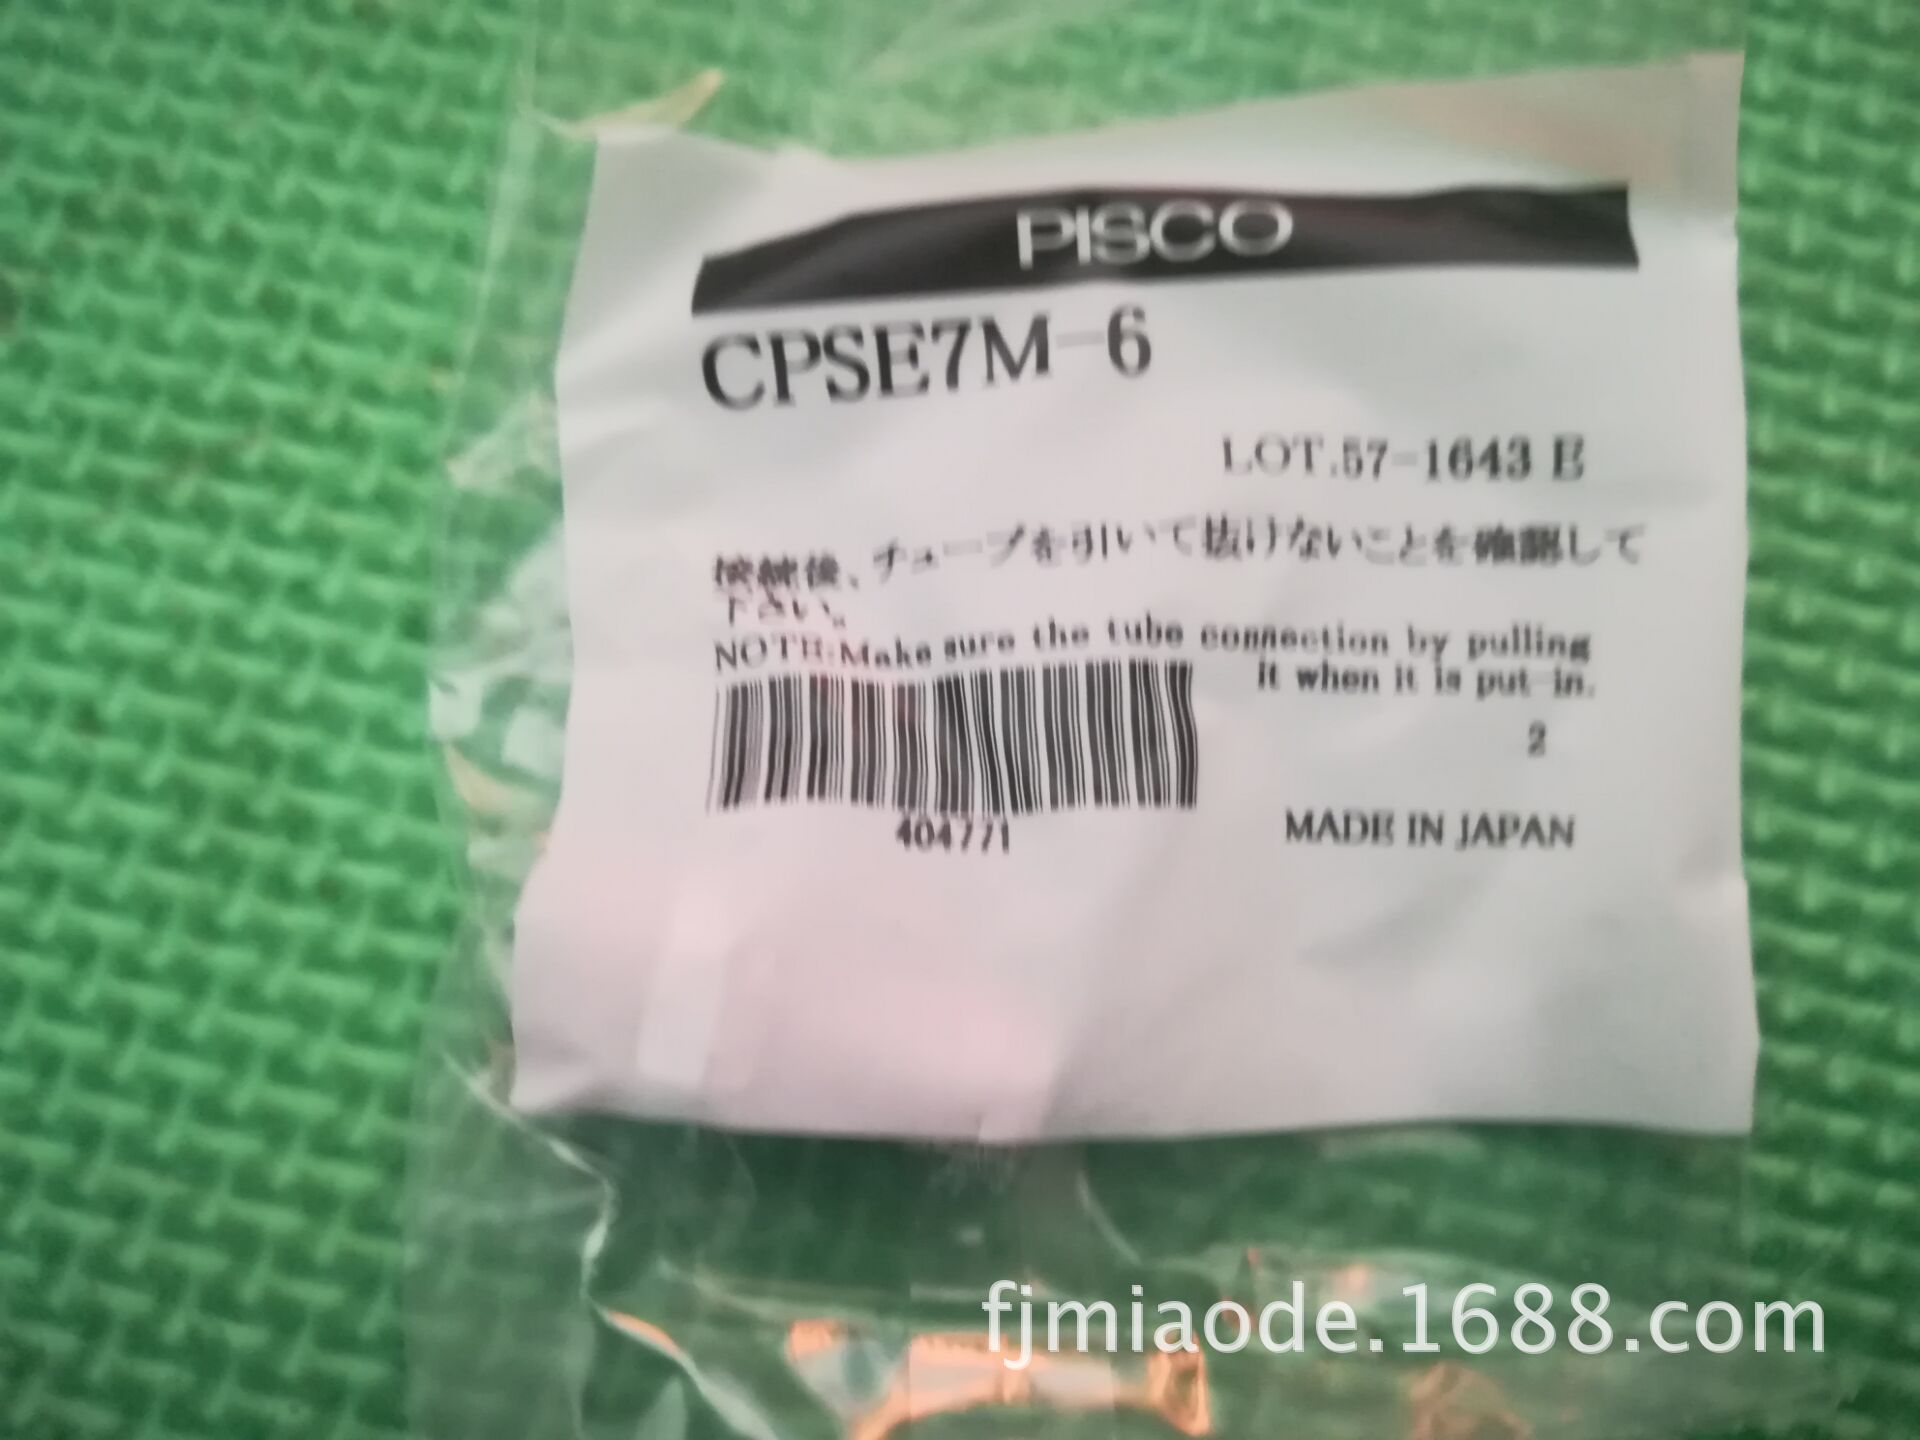 PISCO
CPSE7M-6
LOT.57-1643 E
接続後、チューブを引いて抜けないことを確認して
下さい。
NOTE:Make sure the tube connection by pulling
it when it is put in.
2
404771
MADE IN JAPAN
fjmiaode.1688.com